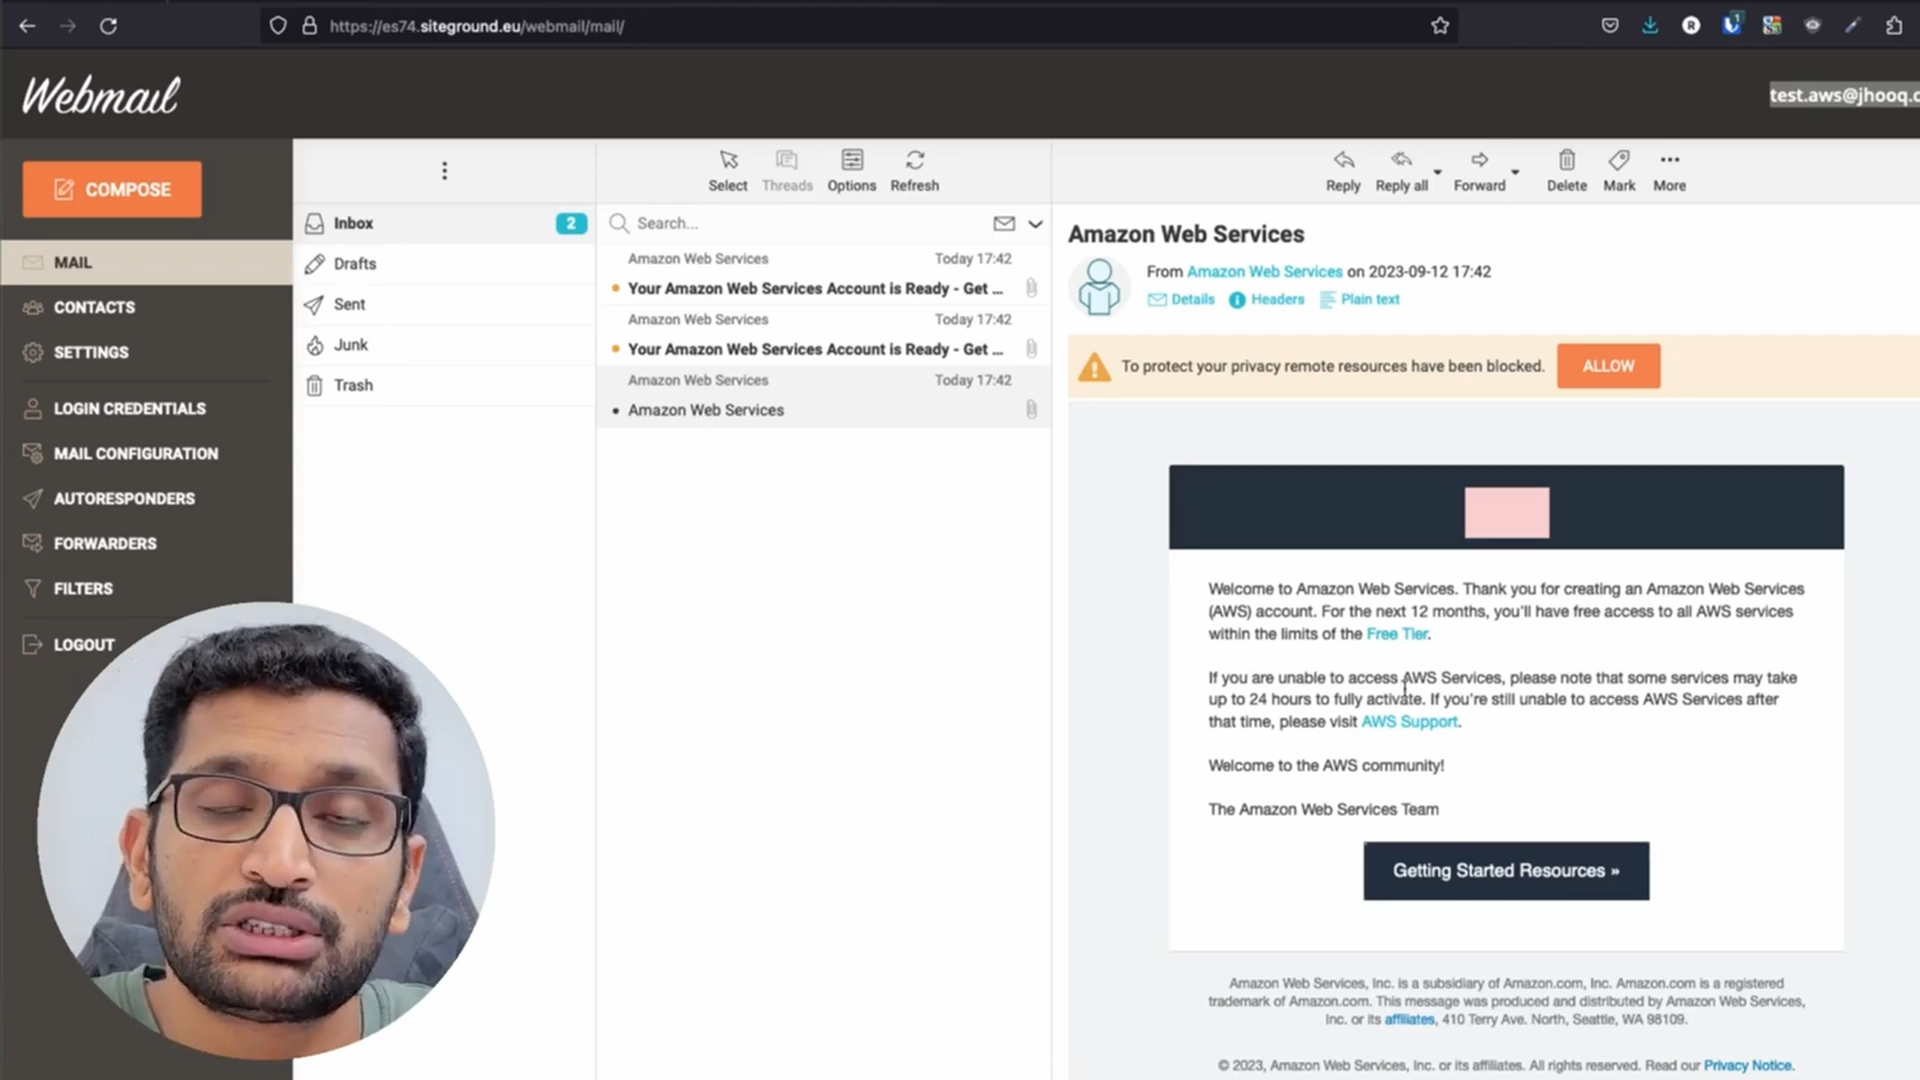 https://es74.siteground.eu/webmail/mail/
Webmail
test.aws@jhooq.c
COMPOSE
MAIL
CONTACTS
SETTINGS
LOGIN CREDENTIALS
MAIL CONFIGURATION
AUTORESPONDERS
FORWARDERS
FILTERS
LOGOUT
Inbox 2
Drafts
Sent
Junk
Trash
Select Threads Options Refresh
Search...
Amazon Web Services Today 17:42
Your Amazon Web Services Account is Ready - Get ...
Amazon Web Services Today 17:42
Your Amazon Web Services Account is Ready - Get ...
Amazon Web Services Today 17:42
Amazon Web Services
Reply Reply all Forward Delete Mark More
Amazon Web Services
From Amazon Web Services on 2023-09-12 17:42
Details Headers Plain text
To protect your privacy remote resources have been blocked. ALLOW
Welcome to Amazon Web Services. Thank you for creating an Amazon Web Services
(AWS) account. For the next 12 months, you'll have free access to all AWS services
within the limits of the Free Tier.
If you are unable to access AWS Services, please note that some services may take
up to 24 hours to fully activate. If you're still unable to access AWS Services after
that time, please visit AWS Support.
Welcome to the AWS community!
The Amazon Web Services Team
Getting Started Resources »
Amazon Web Services, Inc. is a subsidiary of Amazon.com, Inc. Amazon.com is a registered
trademark of Amazon.com. This message was produced and distributed by Amazon Web Services,
Inc. or its affiliates, 410 Terry Ave. North, Seattle, WA 98109.
© 2023, Amazon Web Services, Inc. or its affiliates. All rights reserved. Read our Privacy Notice.